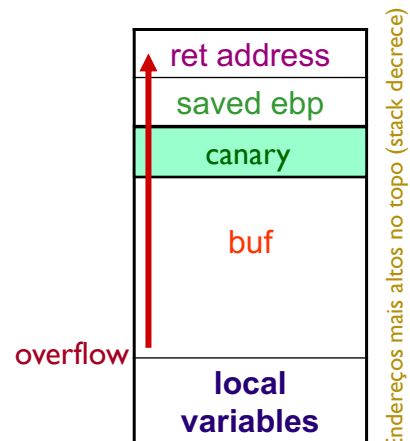 ret address
saved ebp
canary
buf
overflow
local
variables
Endereços mais altos no topo (stack decrece)